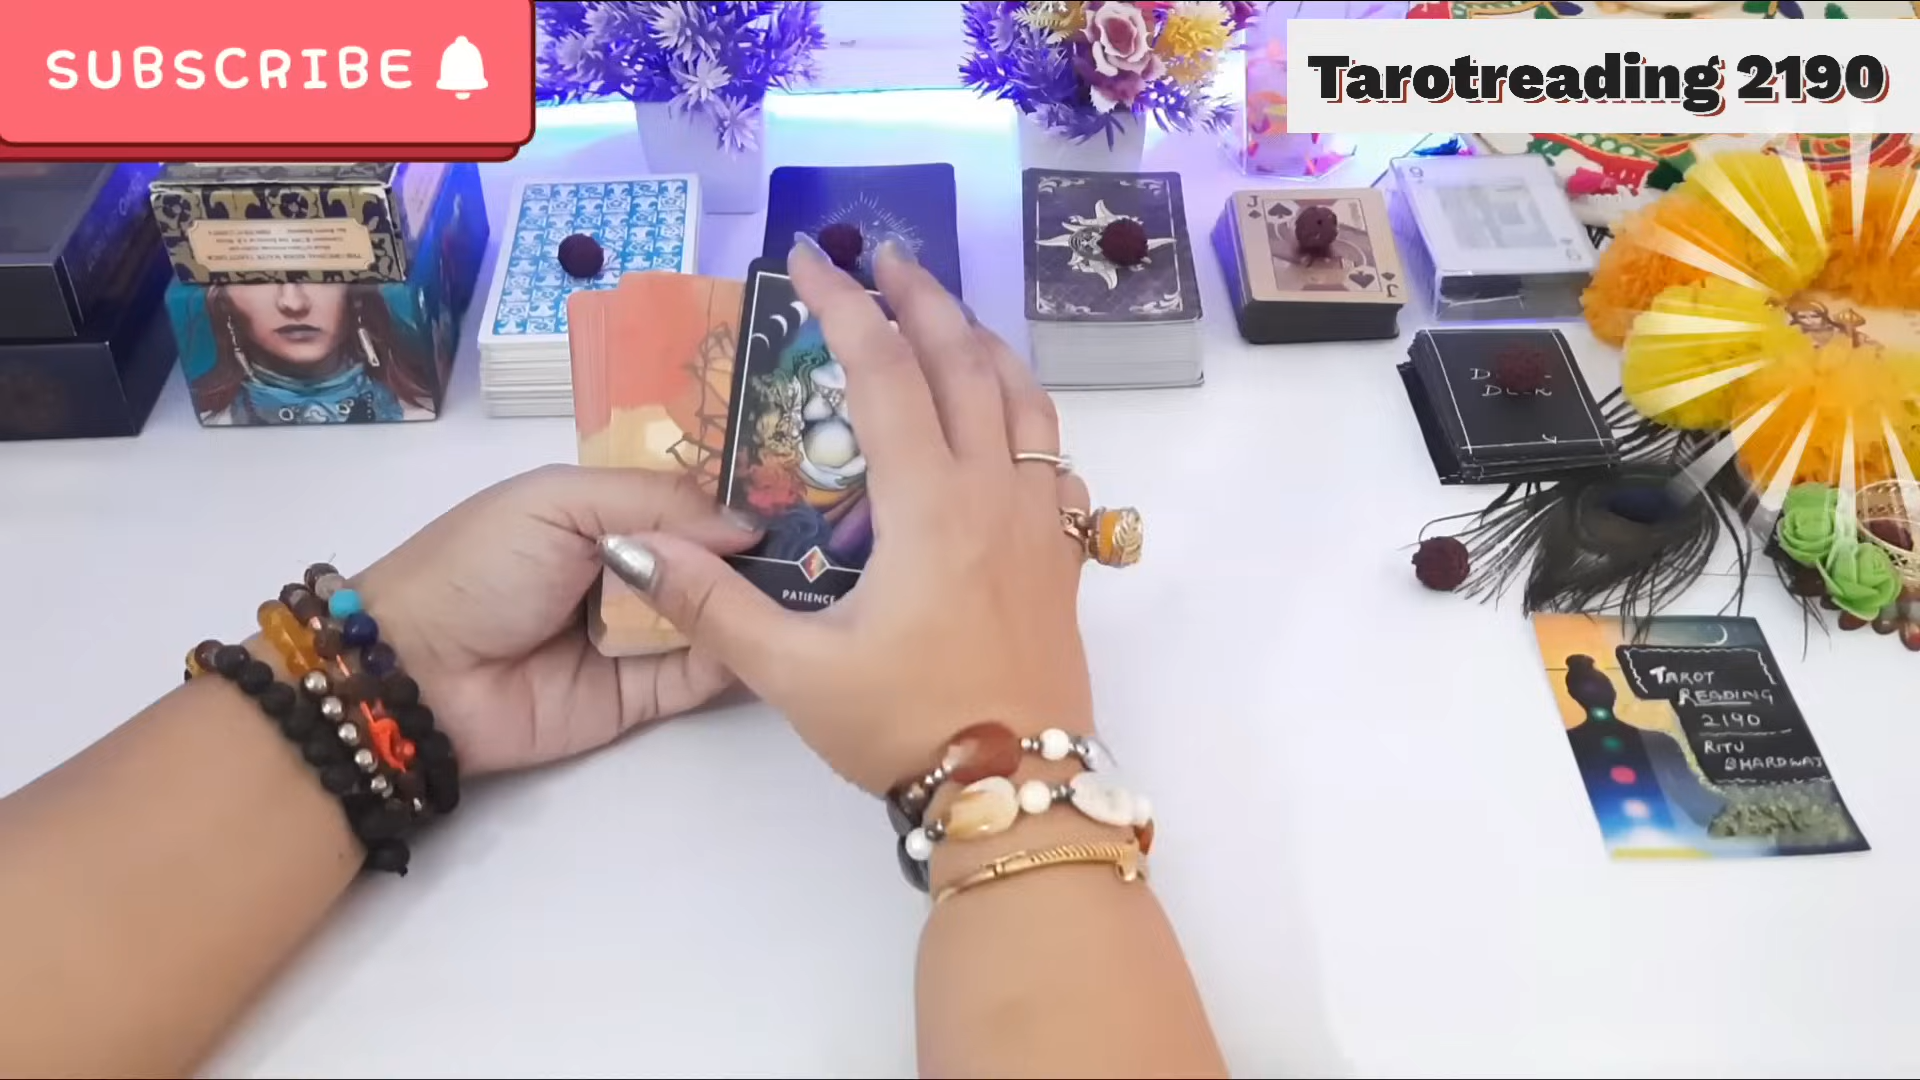 SUBSCRIBE
Tarotreading 2190
J
J
PATIENCE
TAROT
READING
2190
RITU
BHARDWAJ